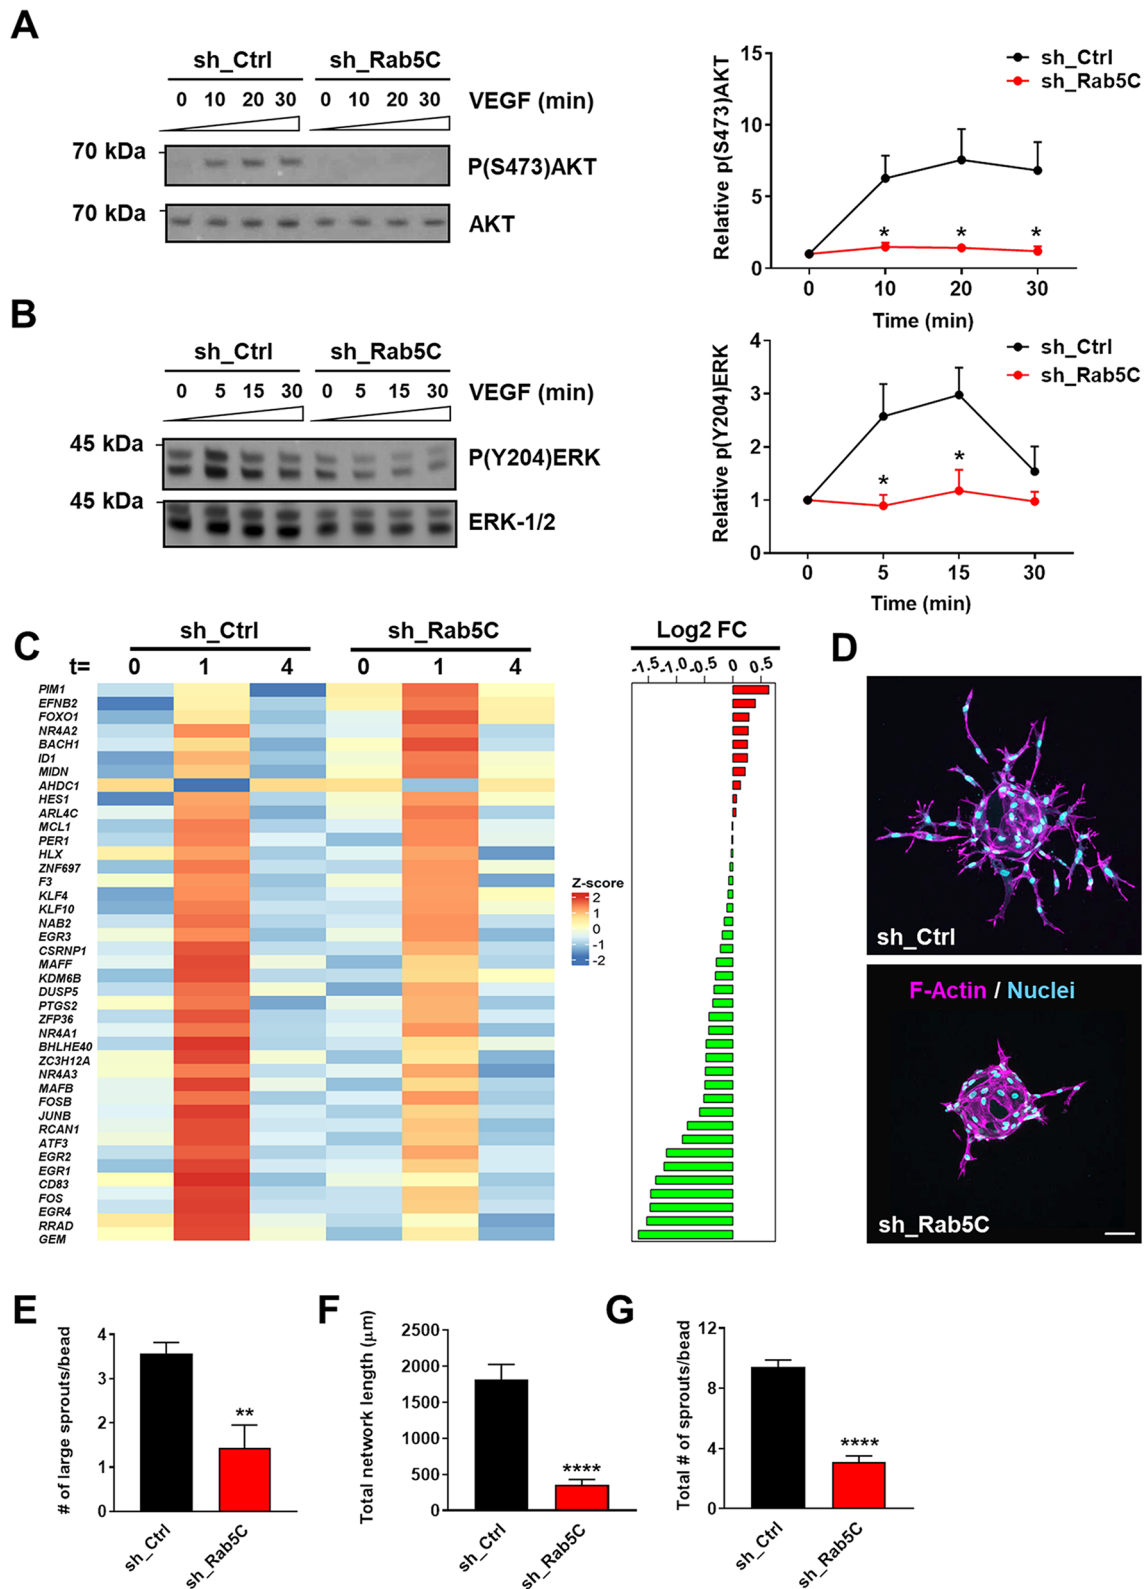 A
sh_Ctrl sh_Rab5C
0 10 20 30 0 10 20 30 VEGF (min)
70 kDa P(S473)AKT
70 kDa AKT
Relative p(S473)AKT
15
10
5
0
0 10 20 30
Time (min)
sh_Ctrl
sh_Rab5C
* * *
B
sh_Ctrl sh_Rab5C
0 5 15 30 0 5 15 30 VEGF (min)
45 kDa P(Y204)ERK
45 kDa ERK-1/2
Relative p(Y204)ERK
4
3
2
1
0
0 5 15 30
Time (min)
sh_Ctrl
sh_Rab5C
* *
C
sh_Ctrl sh_Rab5C
t= 0 1 4 0 1 4
PIM1
EFNB2
FOXO1
NR4A2
BACH1
ID1
MIDN
AHDC1
HES1
ARL4C
MCL1
PER1
HLX
ZNF697
F3
KLF4
KLF10
NAB2
EGR3
CSRNP1
MAFF
KDM6B
DUSP5
PTGS2
ZFP36
NR4A1
BHLHE40
ZC3H12A
NR4A3
MAFB
FOSB
JUNB
RCAN1
ATF3
EGR2
EGR1
CD83
FOS
EGR4
RRAD
GEM
Z-score
2
1
0
-1
-2
Log2 FC
-1.5 -1.0 -0.5 0 0.5
D
sh_Ctrl
F-Actin / Nuclei
sh_Rab5C
E
# of large sprouts/bead
4
3
2
1
0
**
sh_Ctrl sh_Rab5C
F
Total network length (μm)
2500
2000
1500
1000
500
0
****
sh_Ctrl sh_Rab5C
G
Total # of sprouts/bead
12
9
4
0
****
sh_Ctrl sh_Rab5C